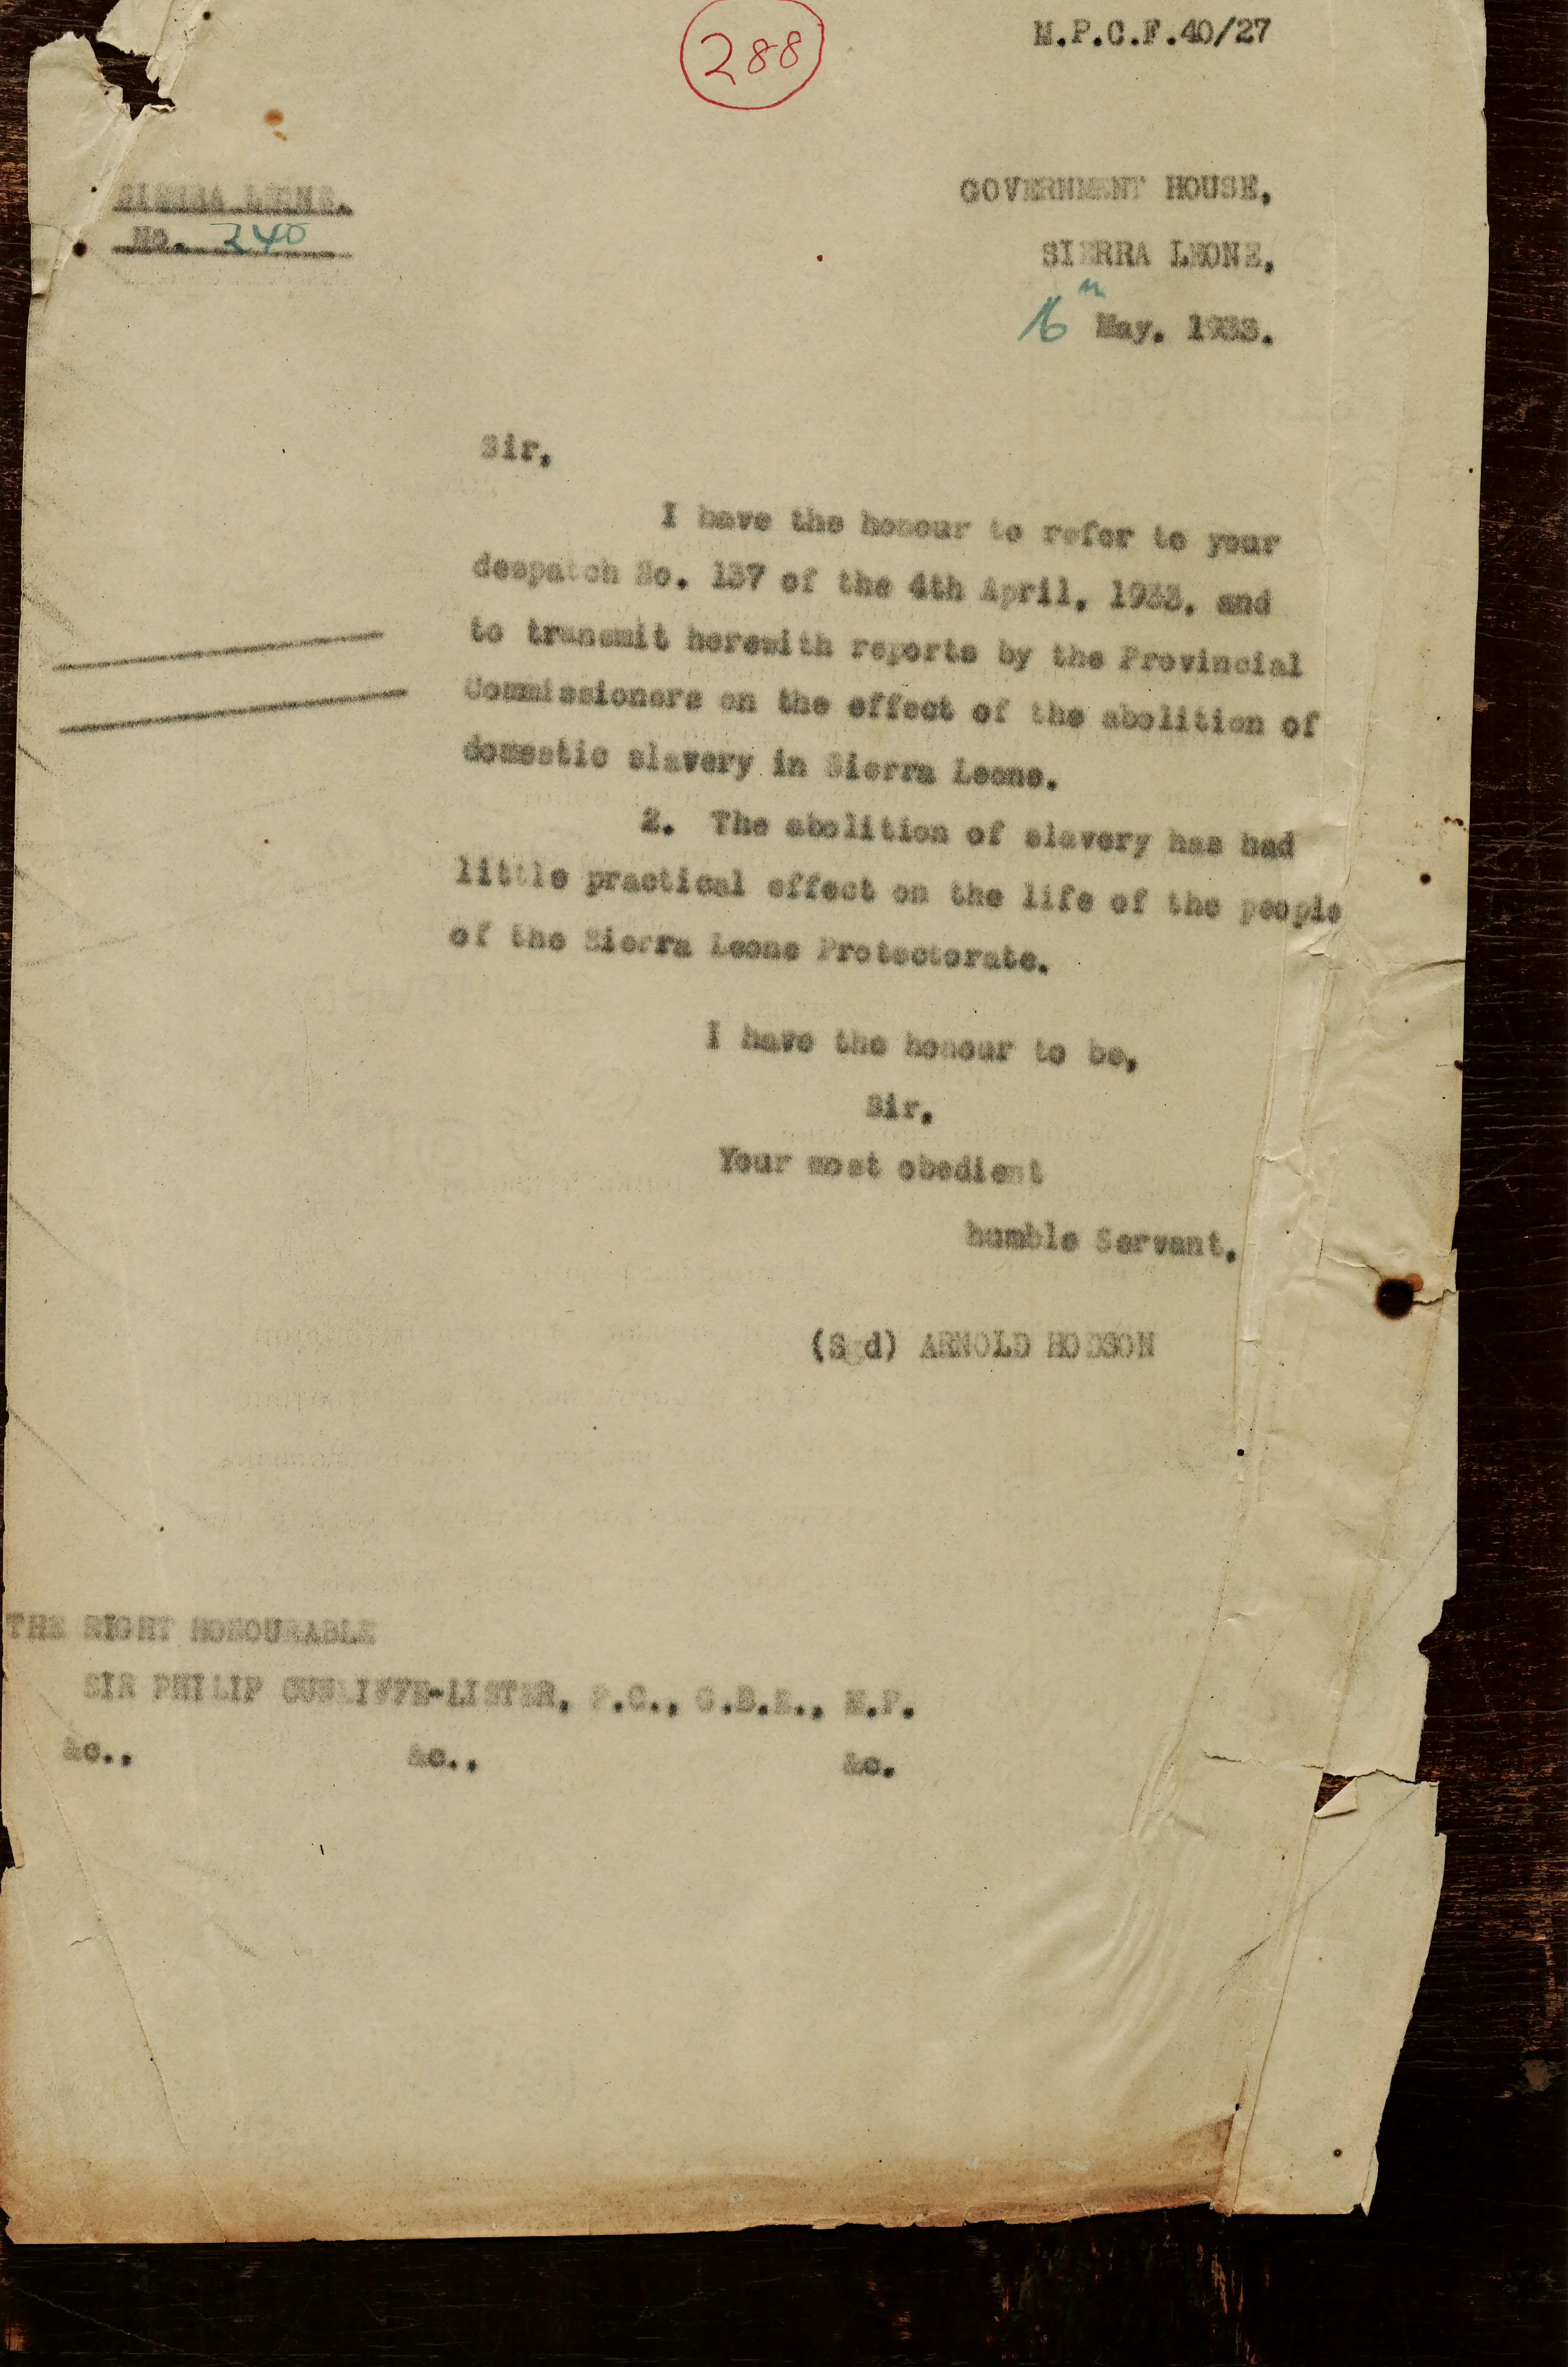 288
M.P.C.F.40/27
SIERRA LEONE.
No. 240
GOVERNMENT HOUSE,
SIERRA LEONE,
16th May. 1933.
Sir,
I have the honour to refer to your
despatch No. 137 of the 4th April, 1933, and
to transmit herewith reports by the Provincial
Commissioners on the effect of the abolition of
domestic slavery in Sierra Leone.
2. The abolition of slavery has had
little practical effect on the life of the people
of the Sierra Leone Protectorate.
I have the honour to be,
Sir,
Your most obedient
humble Servant,
(Sgd) ARNOLD HODSON
THE RIGHT HONOURABLE
SIR PHILIP CUNLIFFE-LISTER, P.C., G.B.E., M.P.
&c., &c., &c.